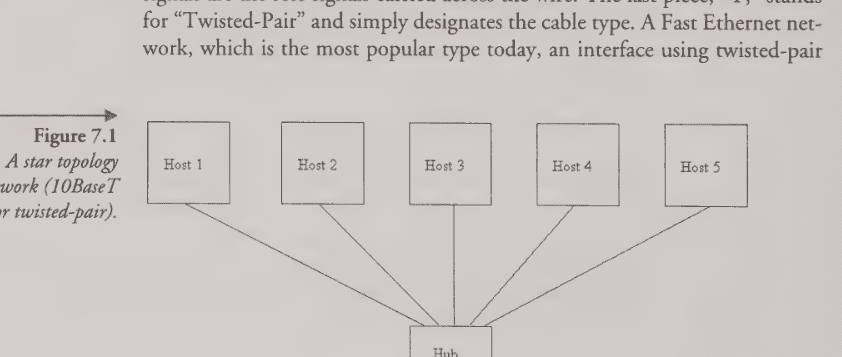 for “Twisted-Pair” and simply designates the cable type. A Fast Ethernet net-
work, which is the most popular type today, an interface using twisted-pair
Figure 7.1
A star topology
work (10BaseT
or twisted-pair).
Host 1
Host 2
Host 3
Host 4
Host 5
Hub